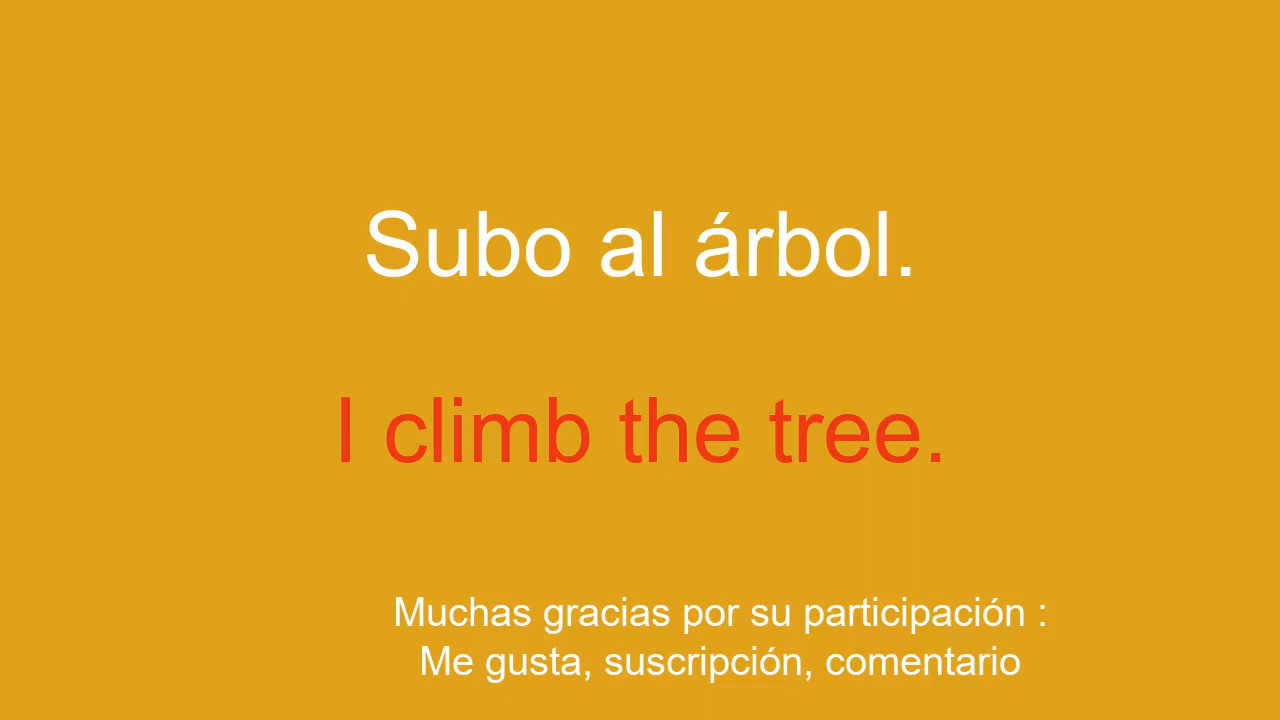 Subo al árbol.
I climb the tree.
Muchas gracias por su participación :
Me gusta, suscripción, comentario